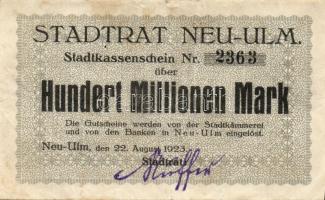 STADTRAT NEU-ULM.
Stadtkassenschein Nr. 2363
über
Hundert Millionen Mark
Die Gutscheine werden von der Stadtkämmerei
und von den Banken in Neu-Ulm eingelöst.
Neu-Ulm, den 22. August 1923.
Stadtrat: